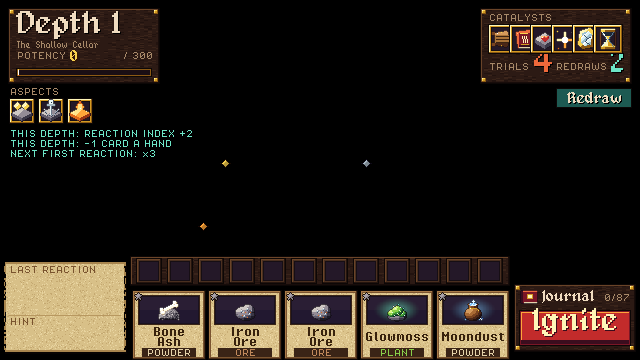 Depth 1
The Shallow Cellar
POTENCY 0 / 300
CATALYSTS
TRIALS 4 REDRAWS 2
Redraw
ASPECTS
THIS DEPTH: REACTION INDEX +2
THIS DEPTH: -1 CARD A HAND
NEXT FIRST REACTION: x3
LAST REACTION
HINT
Bone Ash
POWDER
Iron Ore
ORE
Iron Ore
ORE
Glowmoss
PLANT
Moondust
POWDER
Journal 0/87
Ignite